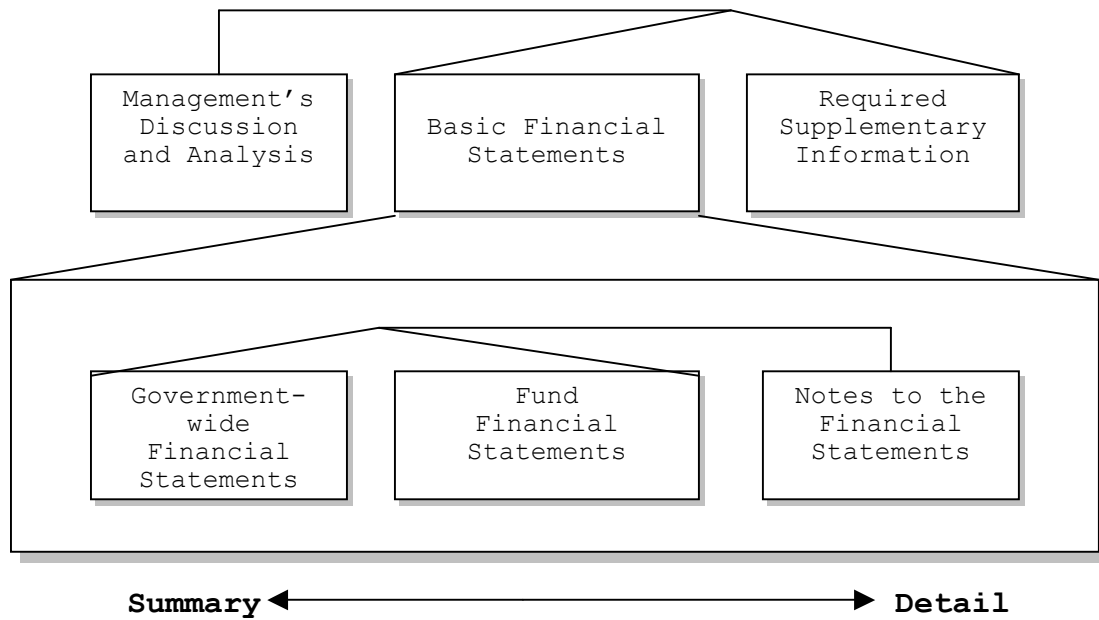 Management’s
Discussion
and Analysis
Basic Financial
Statements
Required
Supplementary
Information
Government-
wide
Financial
Statements
Fund
Financial
Statements
Notes to the
Financial
Statements
Summary
Detail